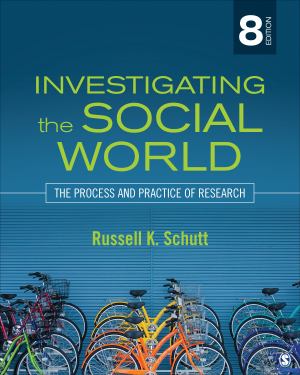 8
EDITION
INVESTIGATING
the SOCIAL
WORLD
THE PROCESS AND PRACTICE OF RESEARCH
Russell K. Schutt
S